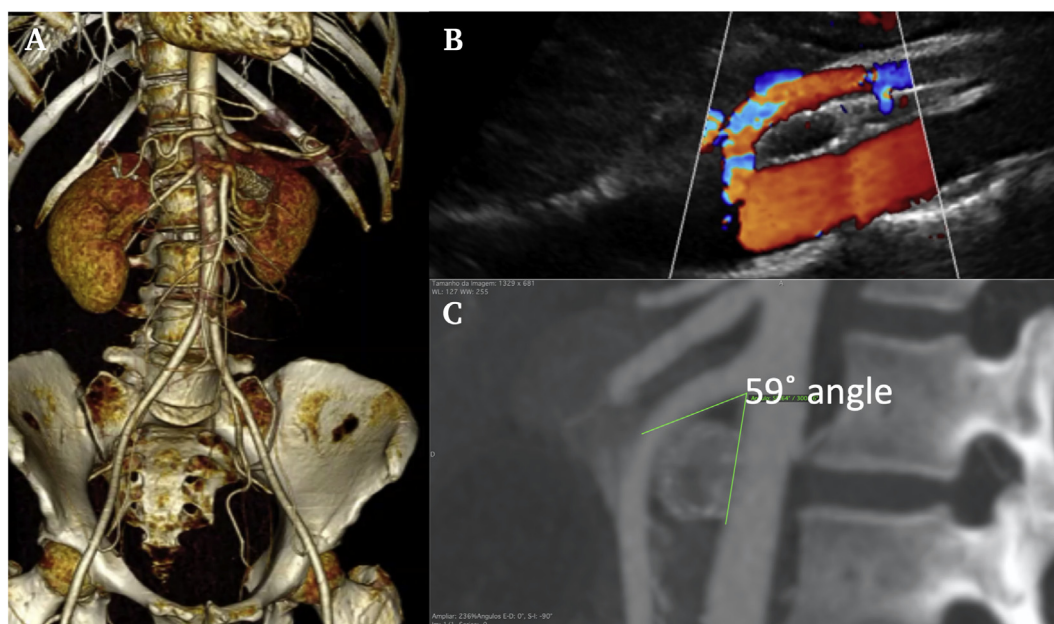 A
S
B
Tamanho da Imagem: 1329 x 681
WL: 127 WW: 255
A
C
59° angle
D
Ampliar: 236%Angulos E-D: 0°, S-I: -90°